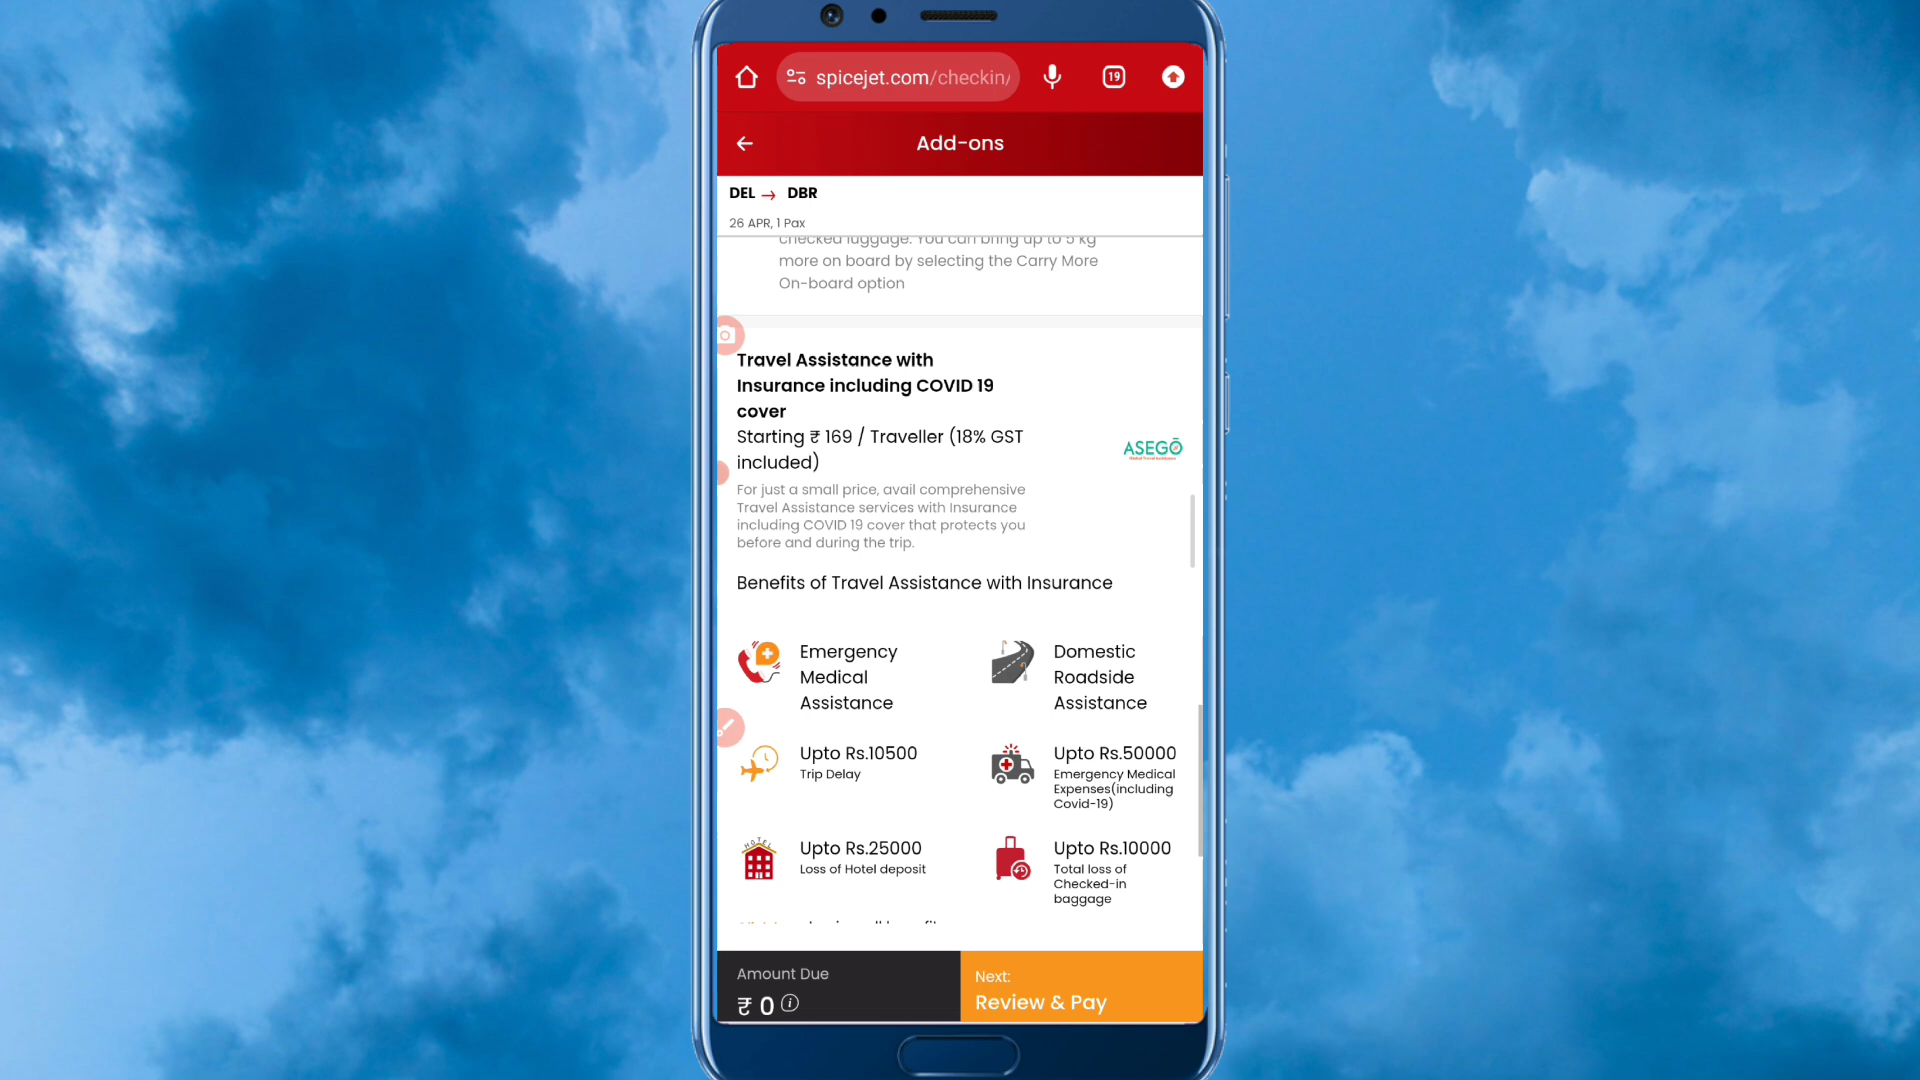 spicejet.com/checkin/
19
Add-ons
DEL → DBR
26 APR, 1 Pax
checked luggage. You can bring up to 5 kg
more on board by selecting the Carry More
On-board option
Travel Assistance with
Insurance including COVID 19
cover
Starting ₹ 169 / Traveller (18% GST
included)
ASEGO
For just a small price, avail comprehensive
Travel Assistance services with Insurance
including COVID 19 cover that protects you
before and during the trip.
Benefits of Travel Assistance with Insurance
Emergency
Medical
Assistance
Domestic
Roadside
Assistance
Upto Rs.10500
Trip Delay
Upto Rs.50000
Emergency Medical
Expenses(including
Covid-19)
HOTEL
Upto Rs.25000
Loss of Hotel deposit
Upto Rs.10000
Total loss of
Checked-in
baggage
Amount Due
₹ 0
Next:
Review & Pay